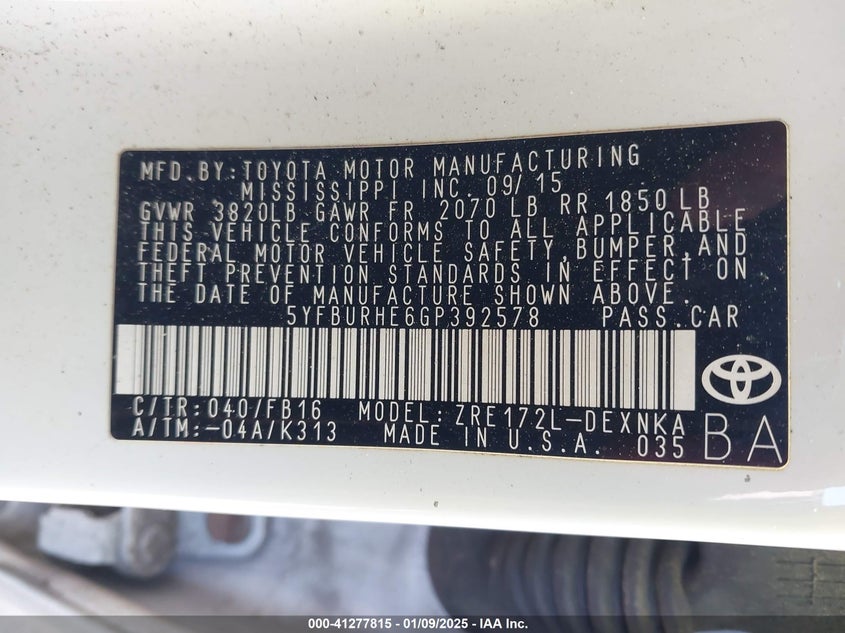 MFD. BY: TOYOTA MOTOR MANUFACTURING
MISSISSIPPI INC. 09/15
GVWR 3820LB GAWR FR 2070 LB RR 1850 LB
THIS VEHICLE CONFORMS TO ALL APPLICABLE
FEDERAL MOTOR VEHICLE SAFETY, BUMPER, AND
THEFT PREVENTION STANDARDS IN EFFECT ON
THE DATE OF MANUFACTURE SHOWN ABOVE.
5YFBURHE6GP392578 PASS. CAR
C/TR: 040/FB16 MODEL: ZRE172L-DEXNKA
A/TM: -04A/K313 MADE IN U.S.A. 035 BA
000-41277815 | 01/09/2025 - IAA Inc.